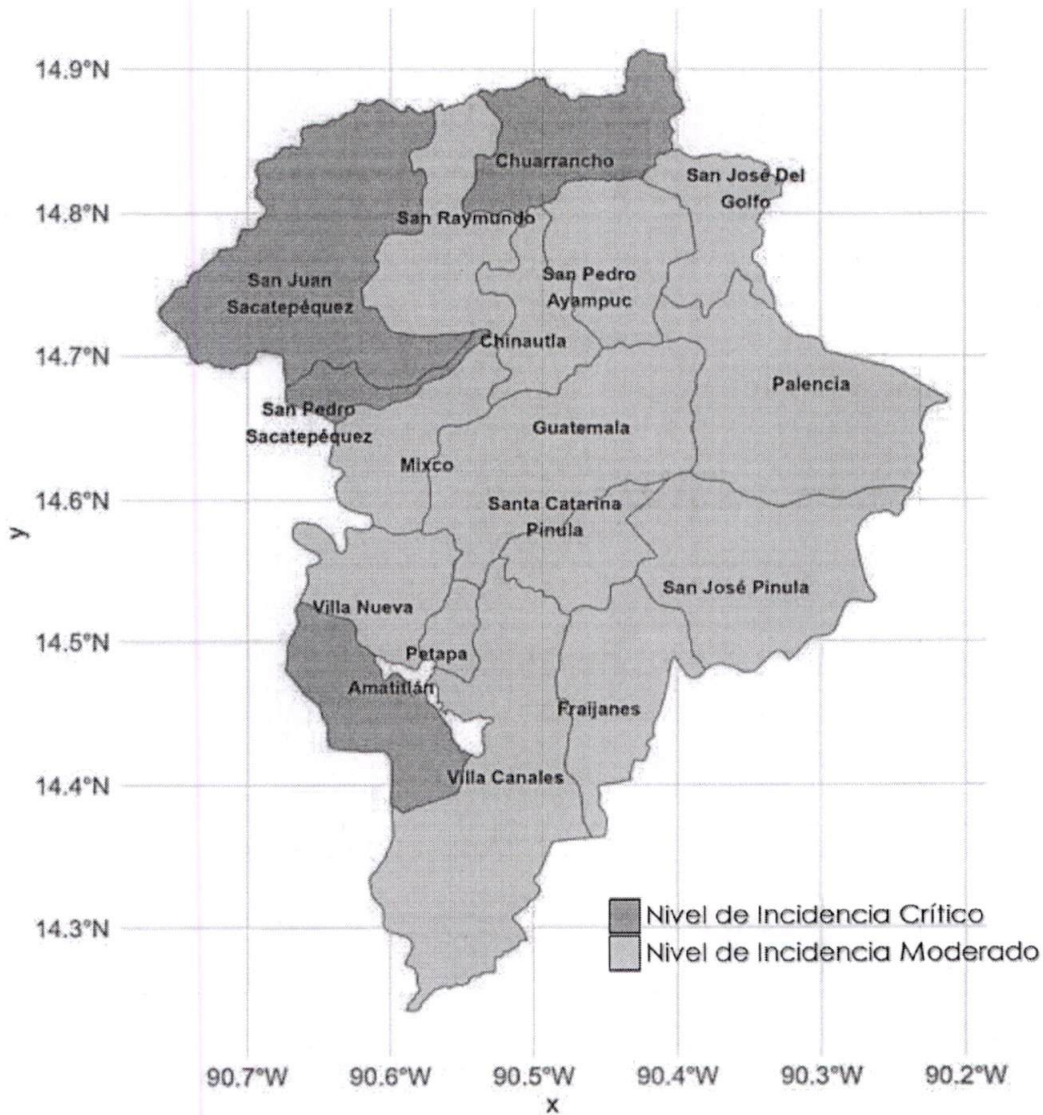 14.9°N
14.8°N
14.7°N
14.6°N
14.5°N
14.4°N
14.3°N
y
Chuarrancho
San José Del
Golfo
San Raymundo
San Juan
Sacatepéquez
San Pedro
Ayampuc
Chinautla
Palencia
San Pedro
Sacatepéquez
Guatemala
Mixco
Santa Catarina
Pinula
San José Pinula
Villa Nueva
Petapa
Amatitlán
Fraijanes
Villa Canales
Nivel de Incidencia Crítico
Nivel de Incidencia Moderado
90.7°W 90.6°W 90.5°W 90.4°W 90.3°W 90.2°W
x